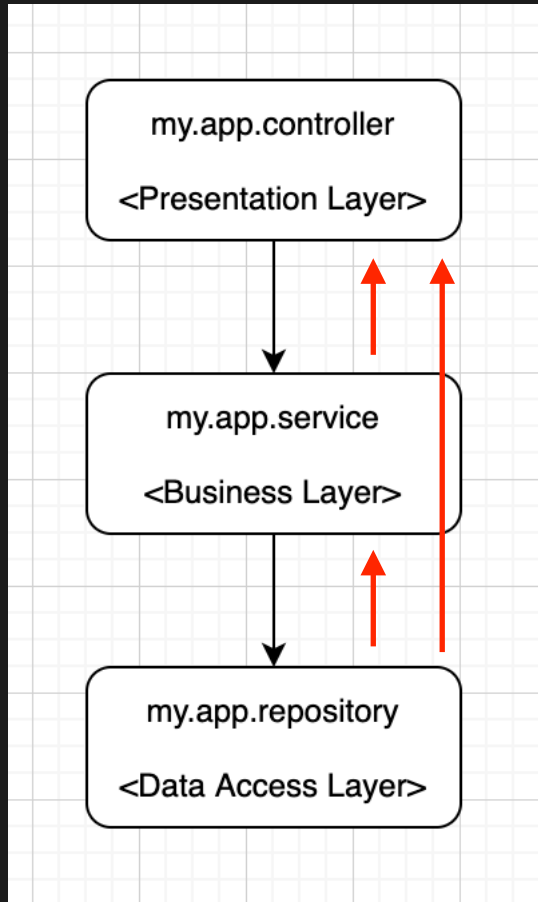 my.app.controller
<Presentation Layer>
my.app.service
<Business Layer>
my.app.repository
<Data Access Layer>